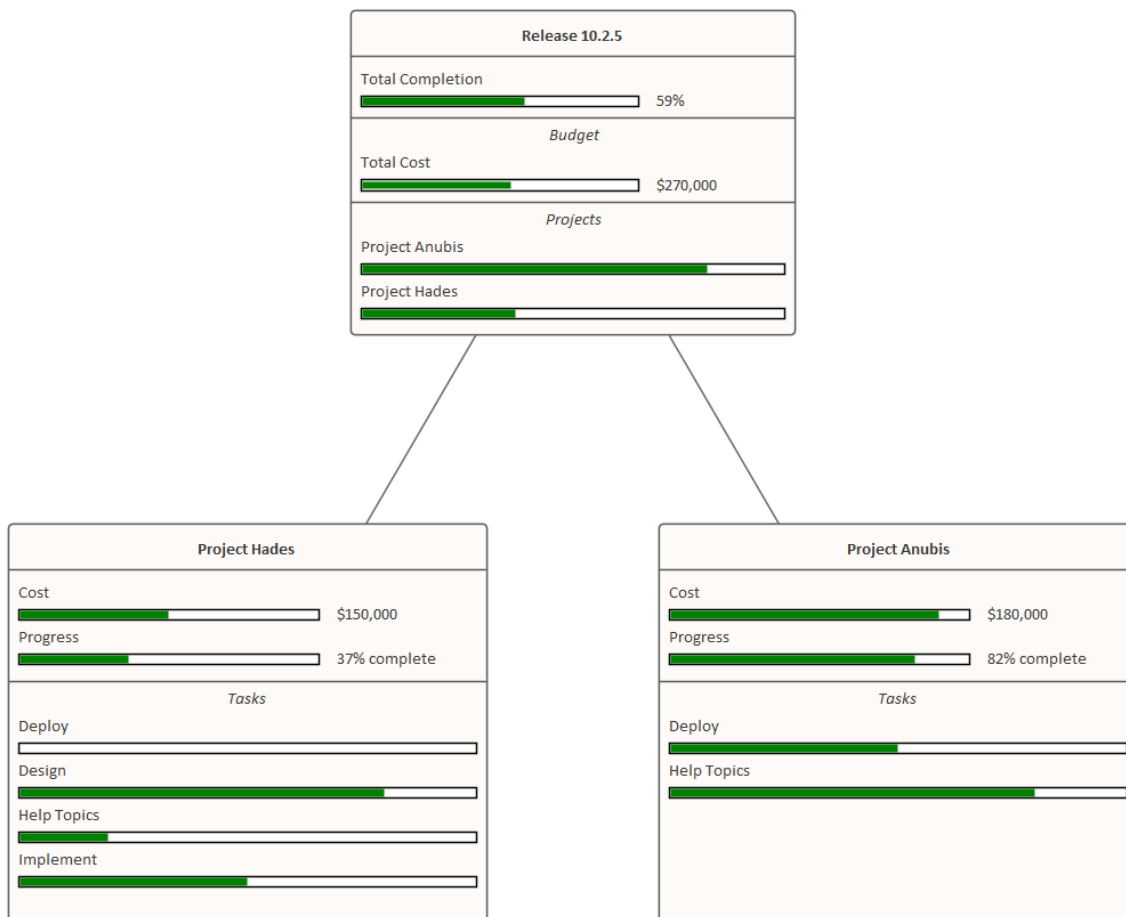 Release 10.2.5
Total Completion
59%
Budget
Total Cost
$270,000
Projects
Project Anubis
Project Hades
Project Hades
Cost
$150,000
Progress
37% complete
Tasks
Deploy
Design
Help Topics
Implement
Project Anubis
Cost
$180,000
Progress
82% complete
Tasks
Deploy
Help Topics